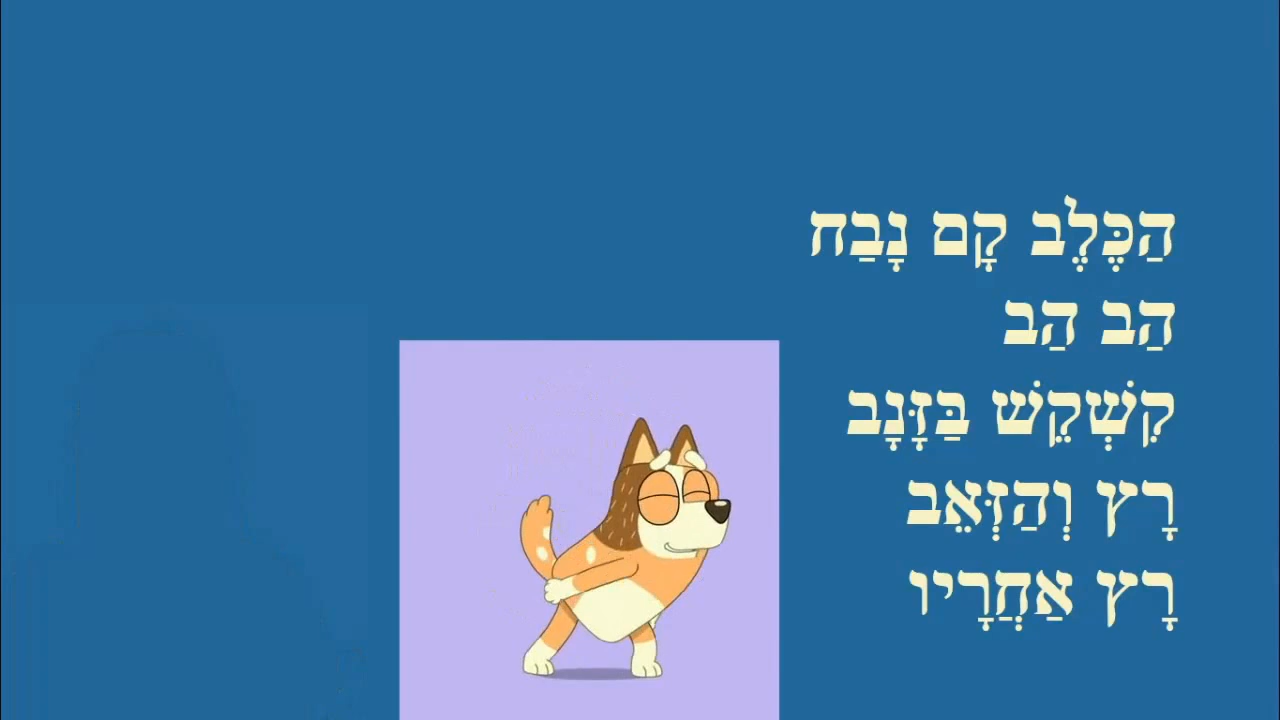 הַכֶּלֶב קָם נָבַח
הַב הַב
קִשְׁקֵשׁ בַּזָּנָב
רָץ וְהַזְּאֵב
רָץ אַחֲרָיו